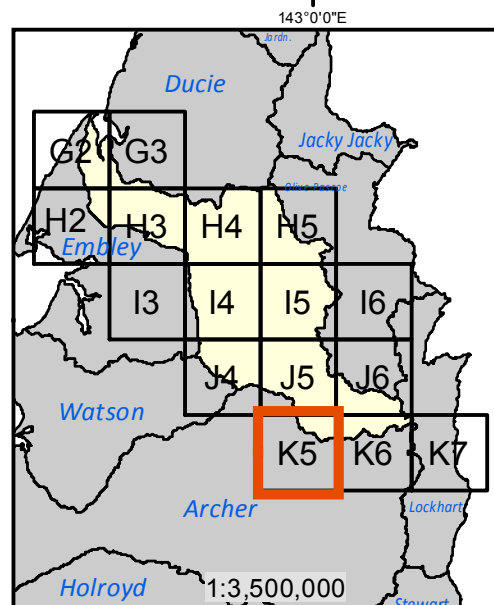 143°0'0"E
Jardn.
Ducie
Jacky Jacky
G2 G3
Olive Pascoe
H2 H3 H4 H5
Embley
I3 I4 I5 I6
J4 J5 J6
Watson
K5 K6 K7
Archer
Lockhart
Holroyd
1:3,500,000
Stewart